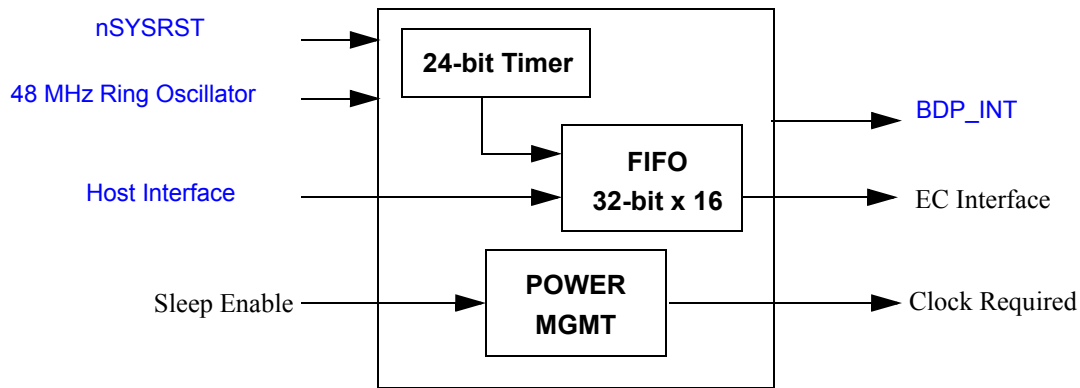 nSYSRST
24-bit Timer
48 MHz Ring Oscillator
BDP_INT
FIFO
32-bit x 16
Host Interface
EC Interface
POWER
MGMT
Sleep Enable
Clock Required